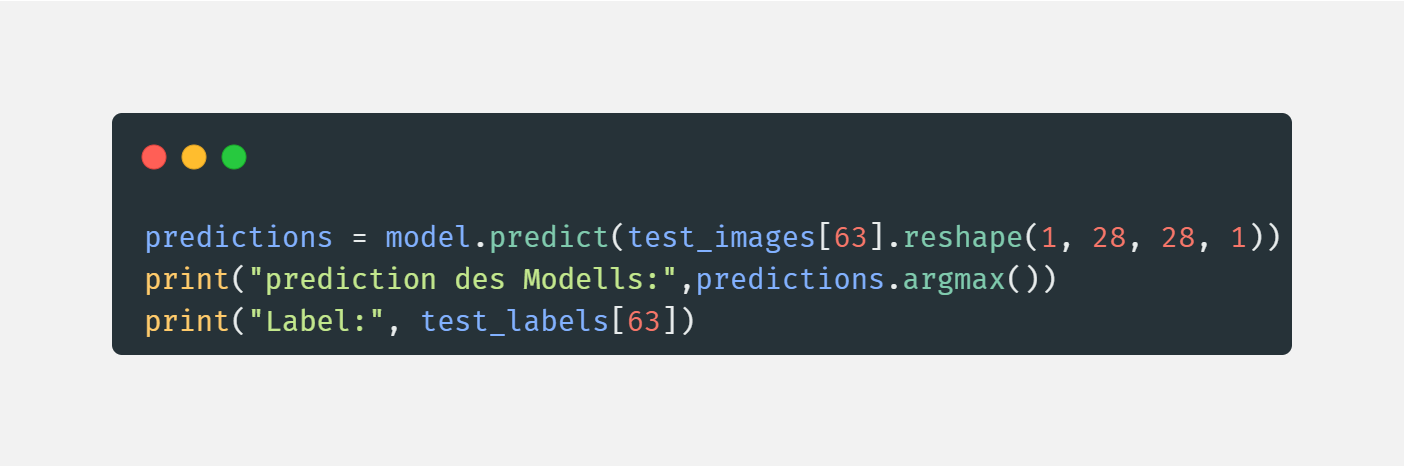 predictions = model.predict(test_images[63].reshape(1, 28, 28, 1))
print("prediction des Modells:",predictions.argmax())
print("Label:", test_labels[63])